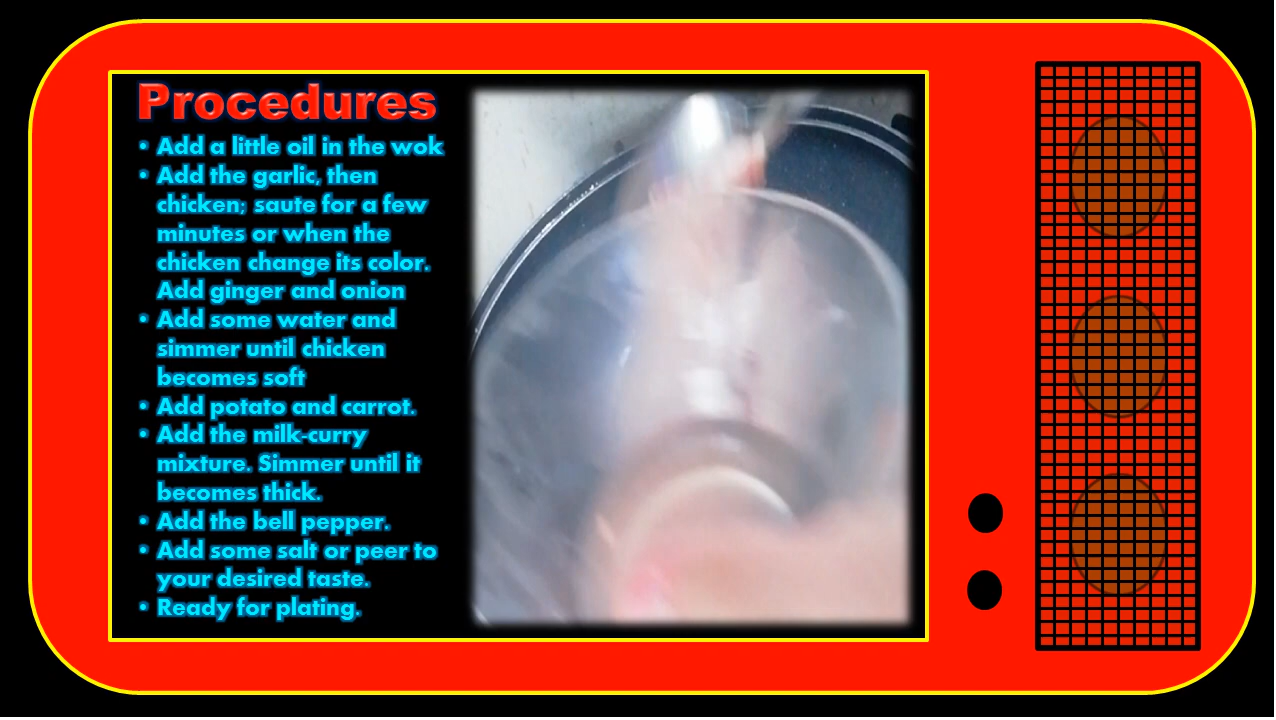 Procedures
• Add a little oil in the wok
• Add the garlic, then
chicken; saute for a few
minutes or when the
chicken change its color.
Add ginger and onion
• Add some water and
simmer until chicken
becomes soft
• Add potato and carrot.
• Add the milk-curry
mixture. Simmer until it
becomes thick.
• Add the bell pepper.
• Add some salt or peer to
your desired taste.
• Ready for plating.